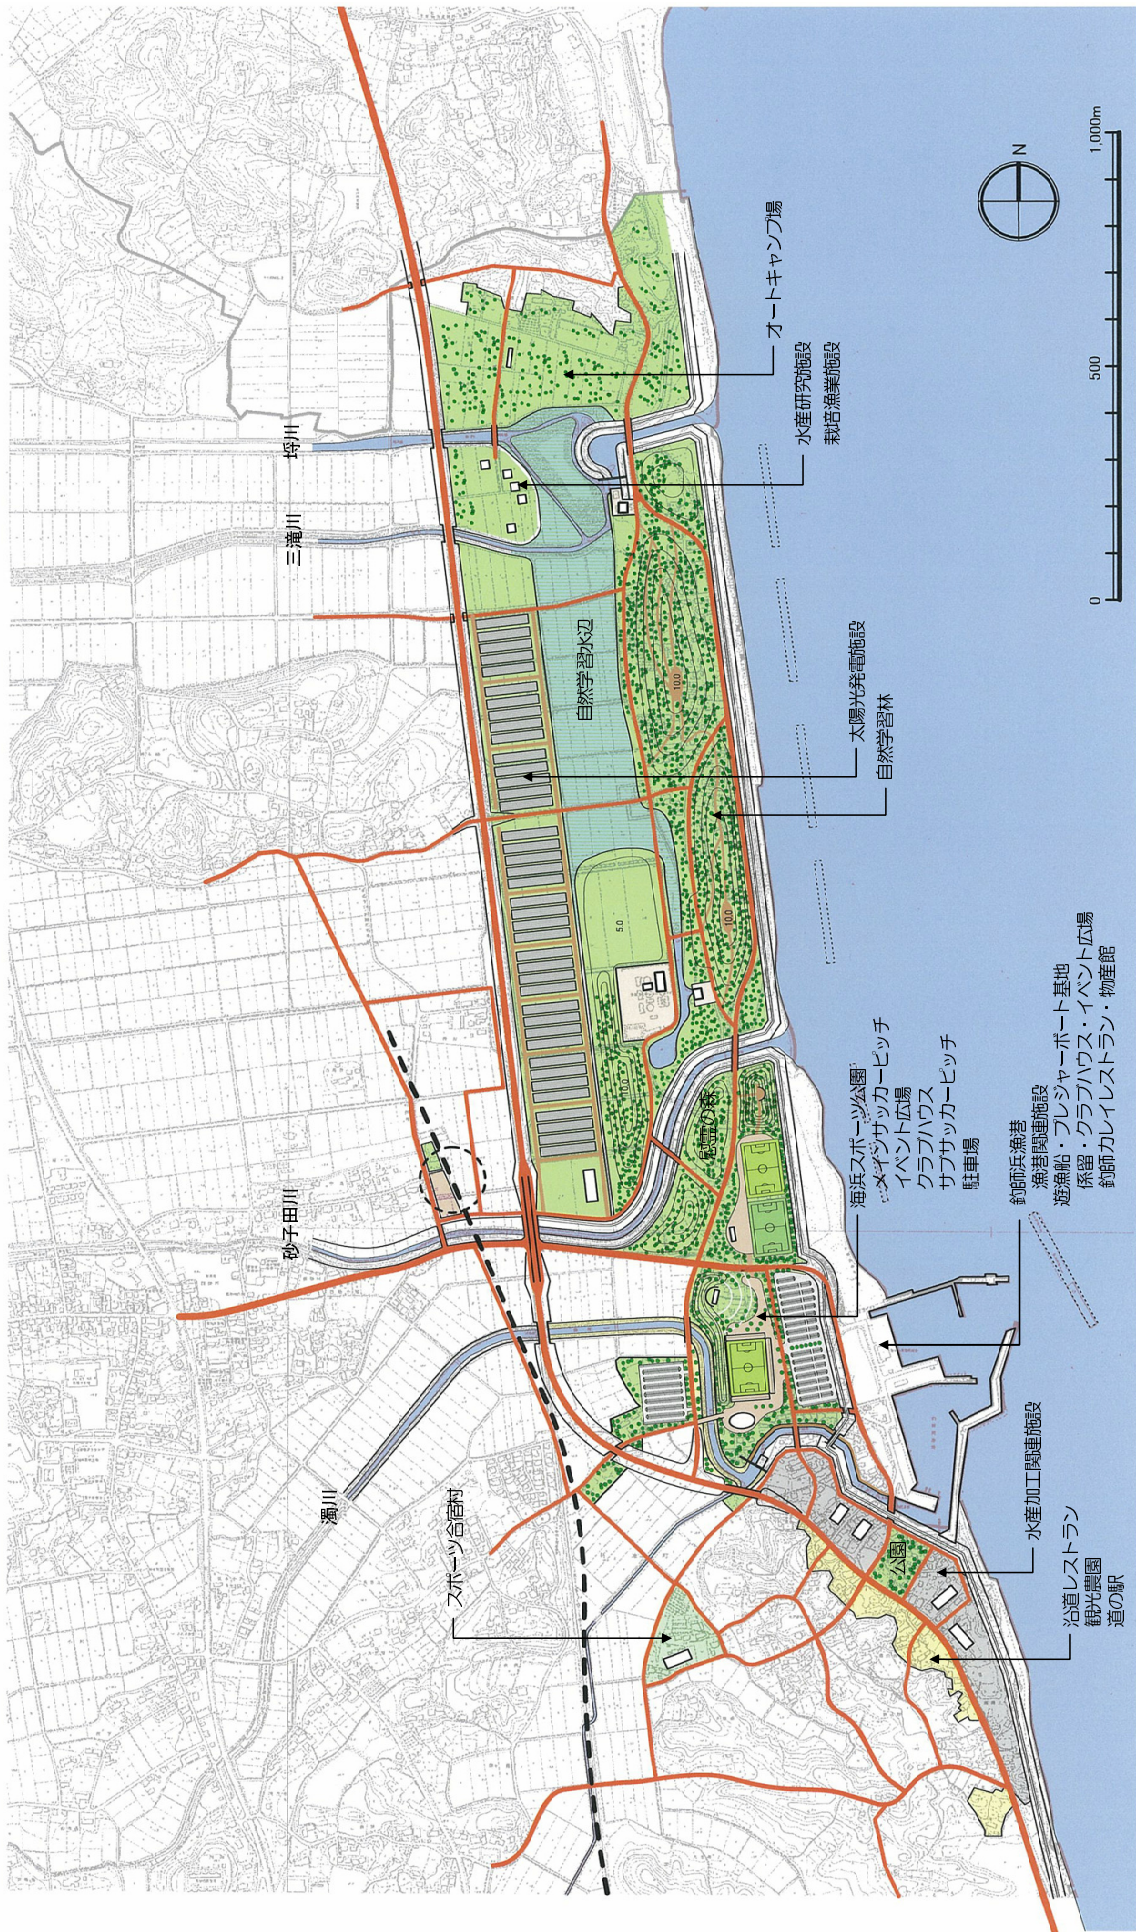 埒川
三滝川
砂子田川
濁川
スポーツ合宿村
オートキャンプ場
水産研究施設
栽培漁業施設
自然学習水辺
太陽光発電施設
自然学習林
10.0
10.0
10.0
5.0
慰霊の森
海浜スポーツ公園
メインサッカーピッチ
イベント広場
クラブハウス
サブサッカーピッチ
駐車場
釣師浜漁港
漁港関連施設
遊漁船・プレジャーボート基地
係留・クラブハウス・イベント広場
釣師カレイレストラン・物産館
水産加工関連施設
公園
沿道レストラン
観光農園
道の駅
N
0
500
1,000m